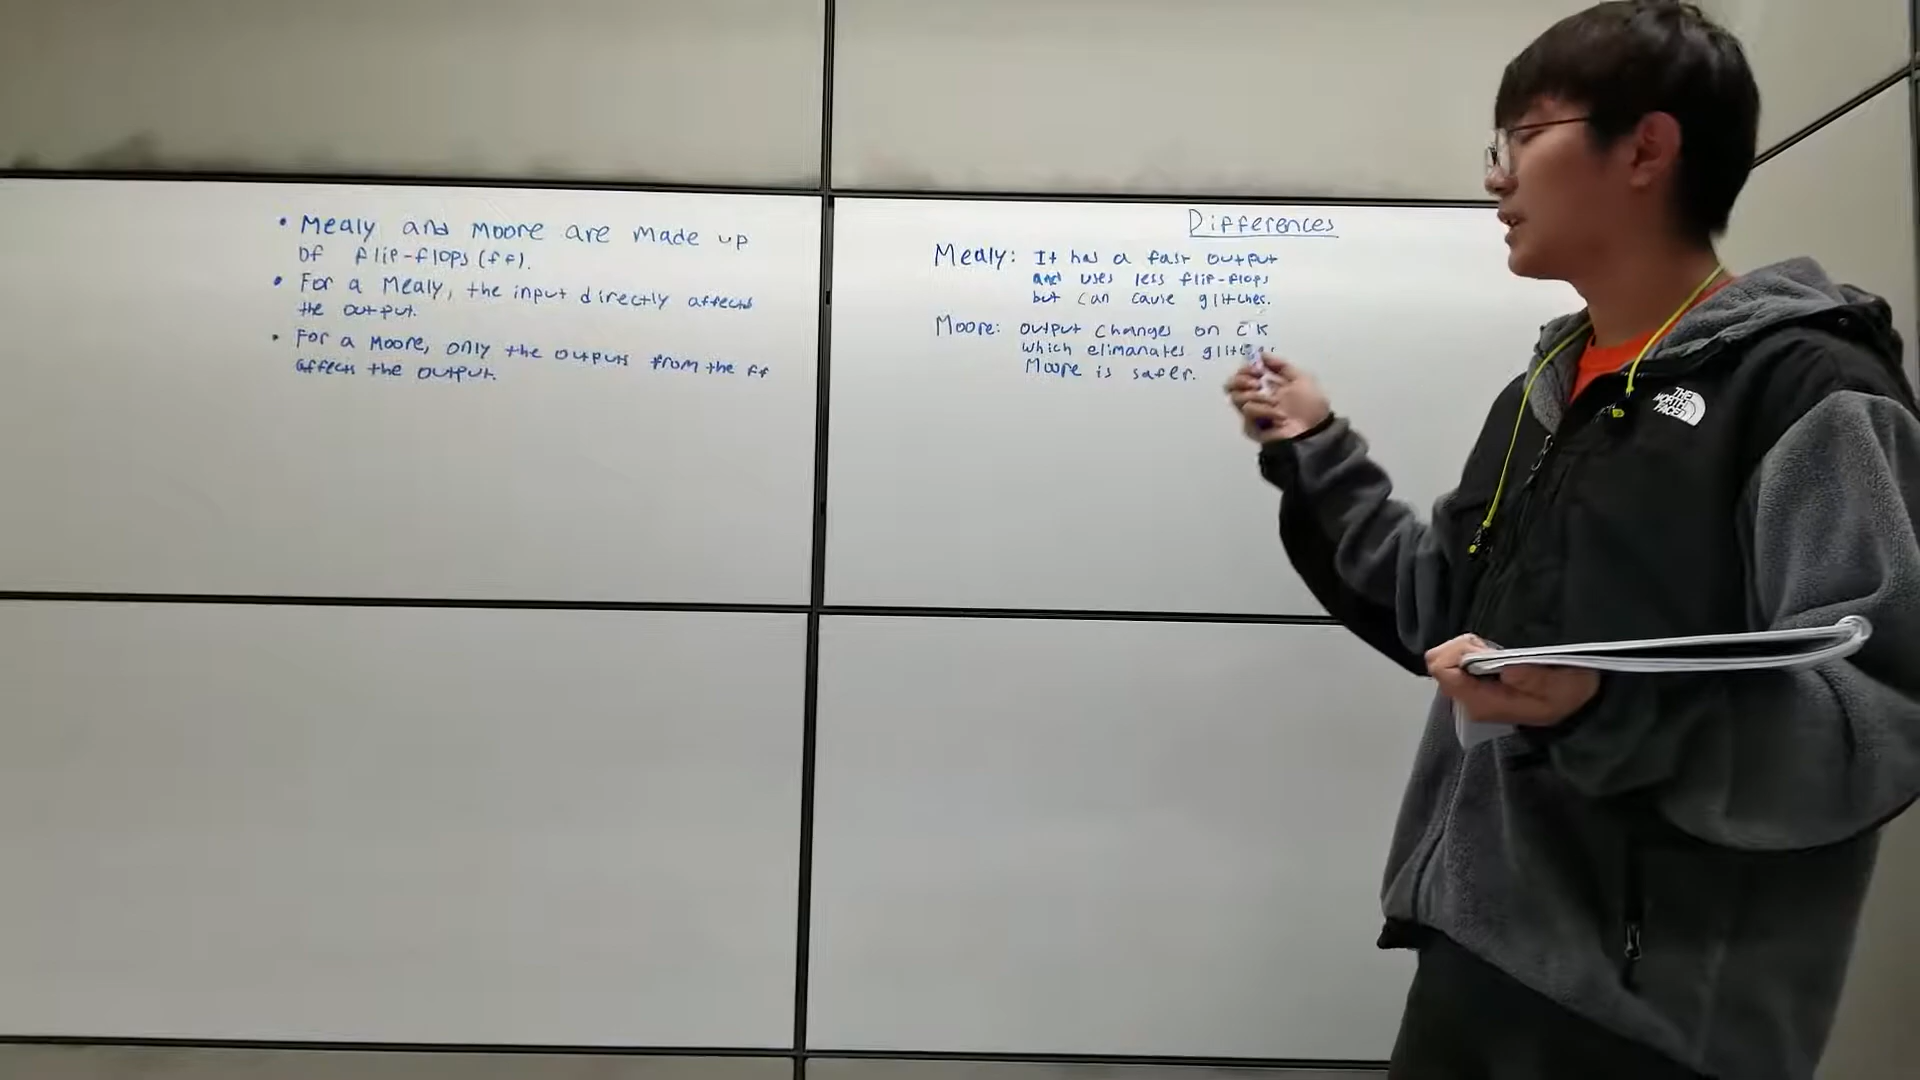 • Mealy and Moore are made up
of flip-flops (ff).
• For a Mealy, the input directly affects
the output.
• For a Moore, only the outputs from the ff
affects the output.
Differences
Mealy: It has a fast output
and uses less flip-flops
but can cause glitches.
Moore: output changes on CK
which elimanates
Moore is safer.
THE
NORTH
FACE